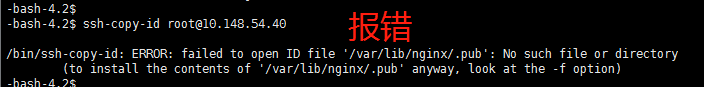 -bash-4.2$
-bash-4.2$ ssh-copy-id root@10.148.54.40
报错
/bin/ssh-copy-id: ERROR: failed to open ID file '/var/lib/nginx/.pub': No such file or directory
(to install the contents of '/var/lib/nginx/.pub' anyway, look at the -f option)
-bash-4.2$